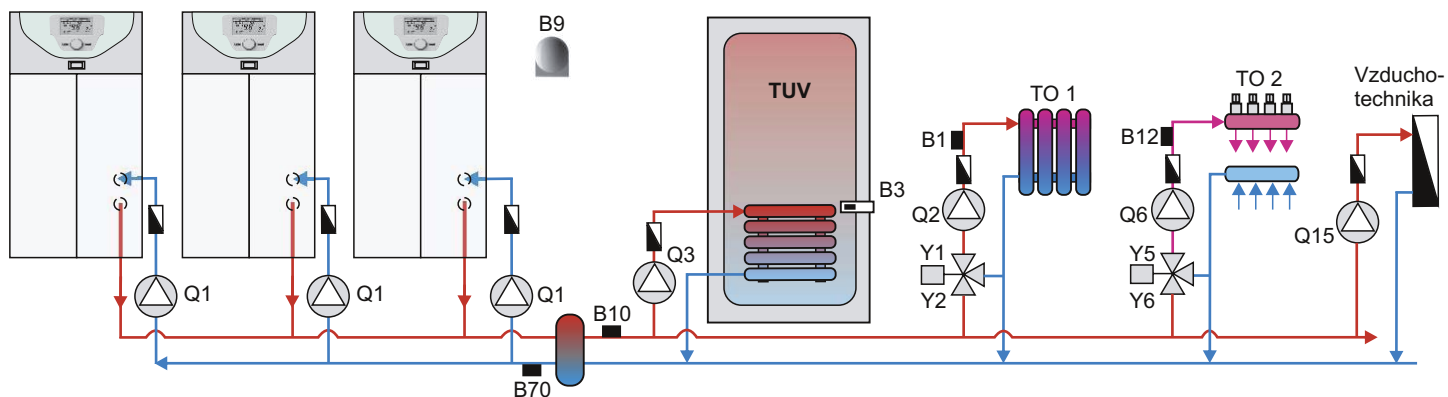 B9
TUV
TO 1
TO 2
Vzducho-
technika
B1
B12
B3
Q2
Q6
Q15
Q3
Y1
Y5
Q1
Q1
Q1
Y2
Y6
B10
B70